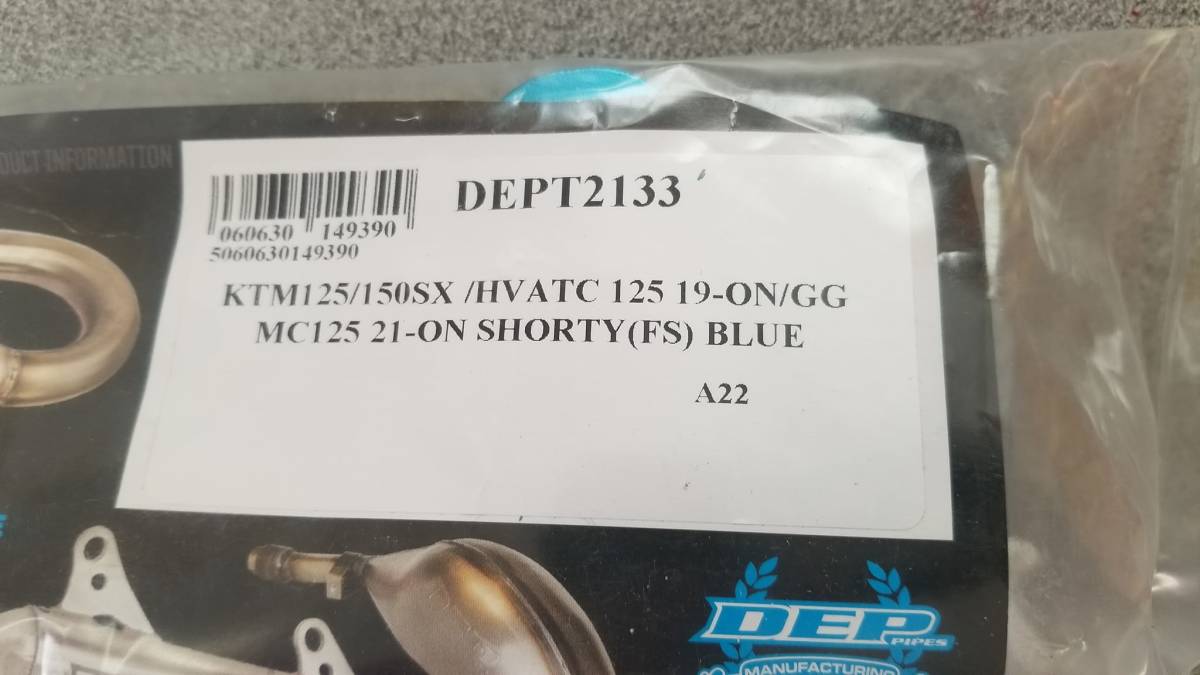 DUCT INFORMATION
DEPT2133
060630 149390
5060630149390
KTM125/150SX /HVATC 125 19-ON/GG
MC125 21-ON SHORTY(FS) BLUE
A22
DEP
PIPES
MANUFACTURING